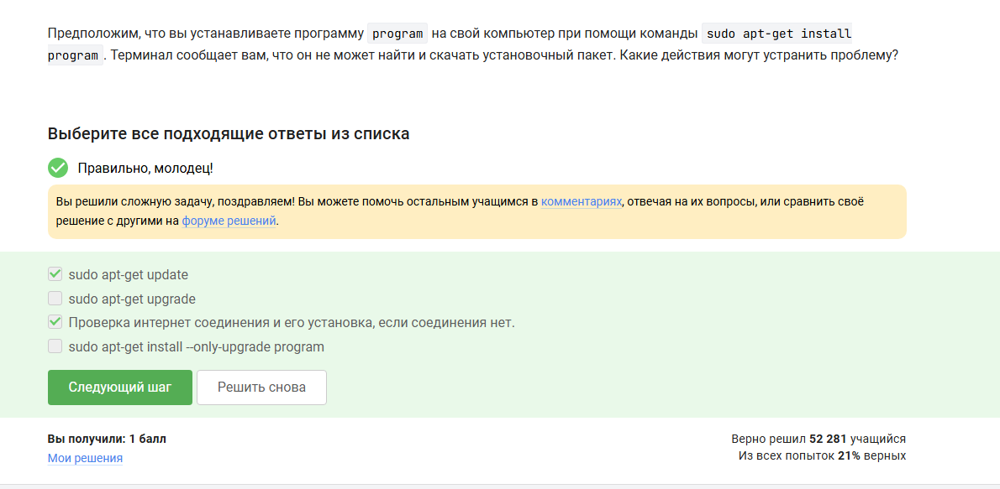 Предположим, что вы устанавливаете программу program на свой компьютер при помощи команды sudo apt-get install
program. Терминал сообщает вам, что он не может найти и скачать установочный пакет. Какие действия могут устранить проблему?
Выберите все подходящие ответы из списка
Правильно, молодец!
Вы решили сложную задачу, поздравляем! Вы можете помочь остальным учащимся в комментариях, отвечая на их вопросы, или сравнить своё
решение с другими на форуме решений.
sudo apt-get update
sudo apt-get upgrade
Проверка интернет соединения и его установка, если соединения нет.
sudo apt-get install --only-upgrade program
Следующий шаг Решить снова
Вы получили: 1 балл Верно решил 52 281 учащийся
Мои решения Из всех попыток 21% верных